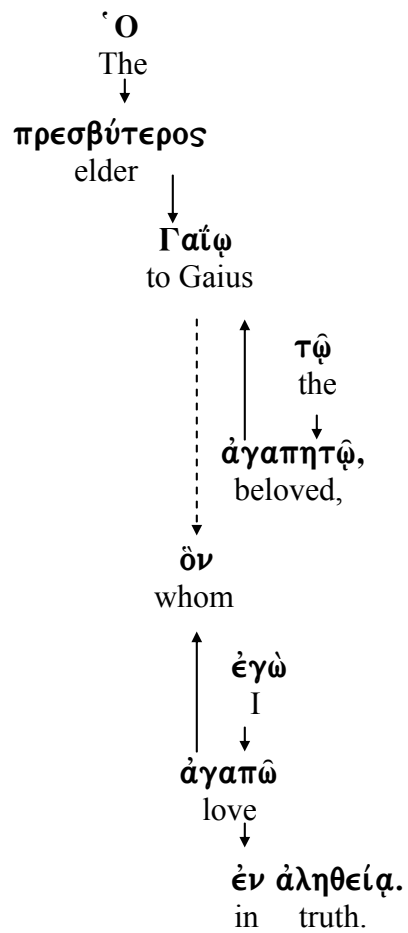 Ὁ
The
πρεσβύτερος
elder
Γαΐῳ
to Gaius
τῷ
the
ἀγαπητῷ,
beloved,
ὃν
whom
ἐγὼ
I
ἀγαπῶ
love
ἐν ἀληθείᾳ.
in truth.